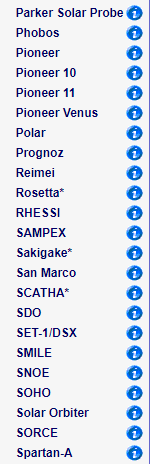 Parker Solar Probe
Phobos
Pioneer
Pioneer 10
Pioneer 11
Pioneer Venus
Polar
Prognoz
Reimei
Rosetta*
RHESSI
SAMPEX
Sakigake*
San Marco
SCATHA*
SDO
SET-1/DSX
SMILE
SNOE
SOHO
Solar Orbiter
SORCE
Spartan-A